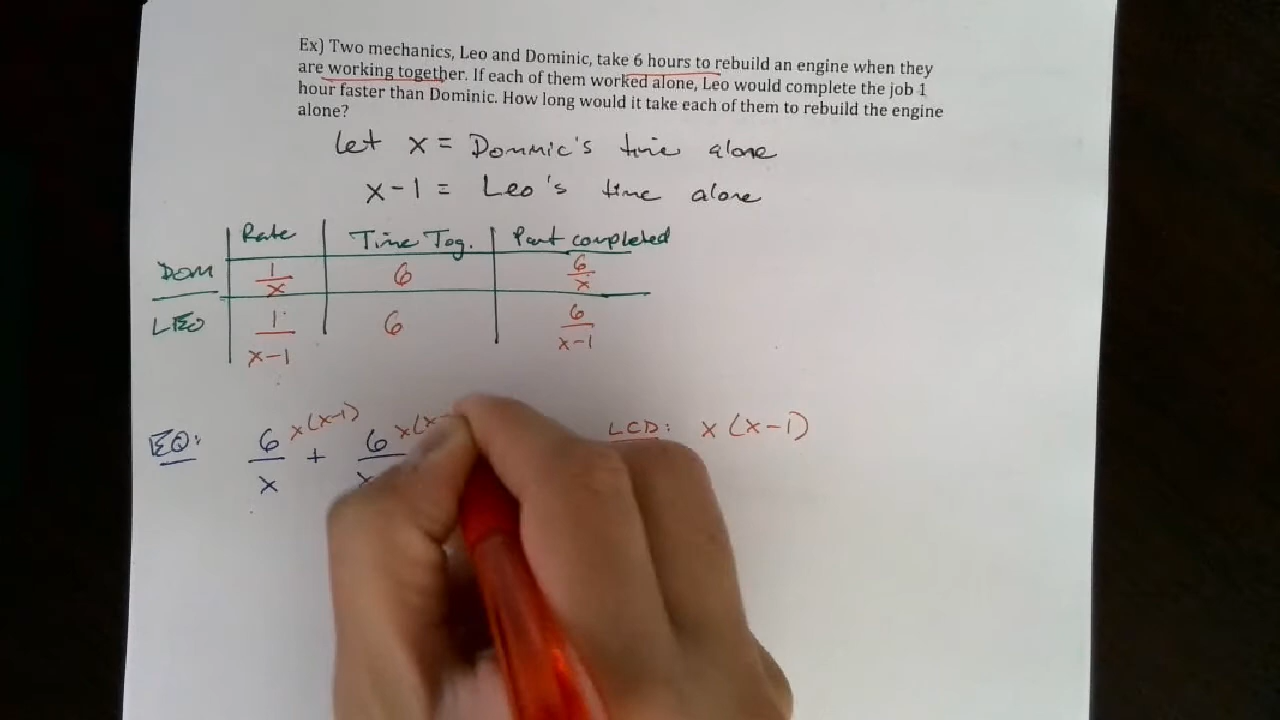 Ex) Two mechanics, Leo and Dominic, take 6 hours to rebuild an engine when they
are working together. If each of them worked alone, Leo would complete the job 1
hour faster than Dominic. How long would it take each of them to rebuild the engine
alone?
Let x = Dominic's time alone
x-1 = Leo's time alone
Rate Time Tog. Part completed
DOM 1/x 6 6/x
LEO 1/x-1 6 6/x-1
EQ: 6/x x(x-1) + 6/x x(x- LCD: x(x-1)